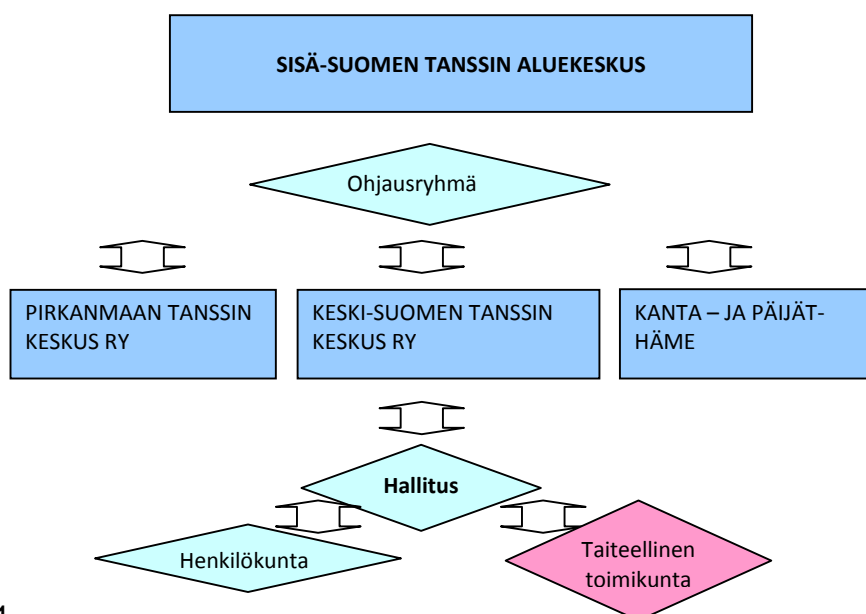 SISÄ-SUOMEN TANSSIN ALUEKESKUS
Ohjausryhmä
PIRKANMAAN TANSSIN
KESKUS RY
KESKI-SUOMEN TANSSIN
KESKUS RY
KANTA – JA PÄIJÄT-
HÄME
Hallitus
Henkilökunta
Taiteellinen
toimikunta